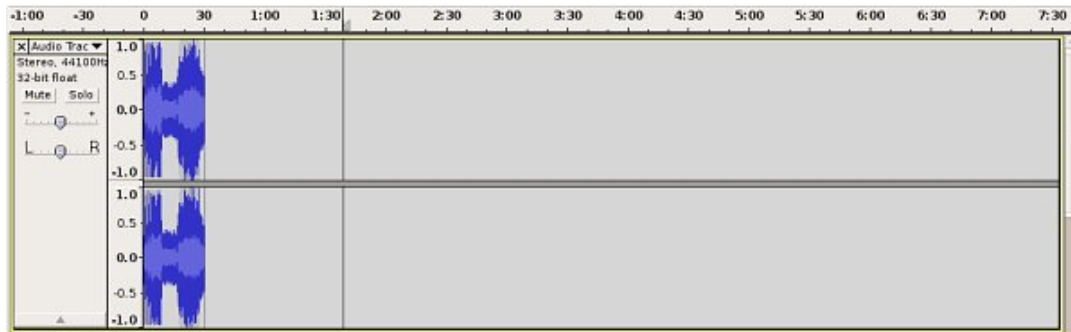 -1:00 -30 0 30 1:00 1:30 2:00 2:30 3:00 3:30 4:00 4:30 5:00 5:30 6:00 6:30 7:00 7:30
x Audio Trac ▼
Stereo, 44100Hz
32-bit float
Mute Solo
- +
L R
1.0
0.5
0.0
-0.5
-1.0
1.0
0.5
0.0
-0.5
-1.0